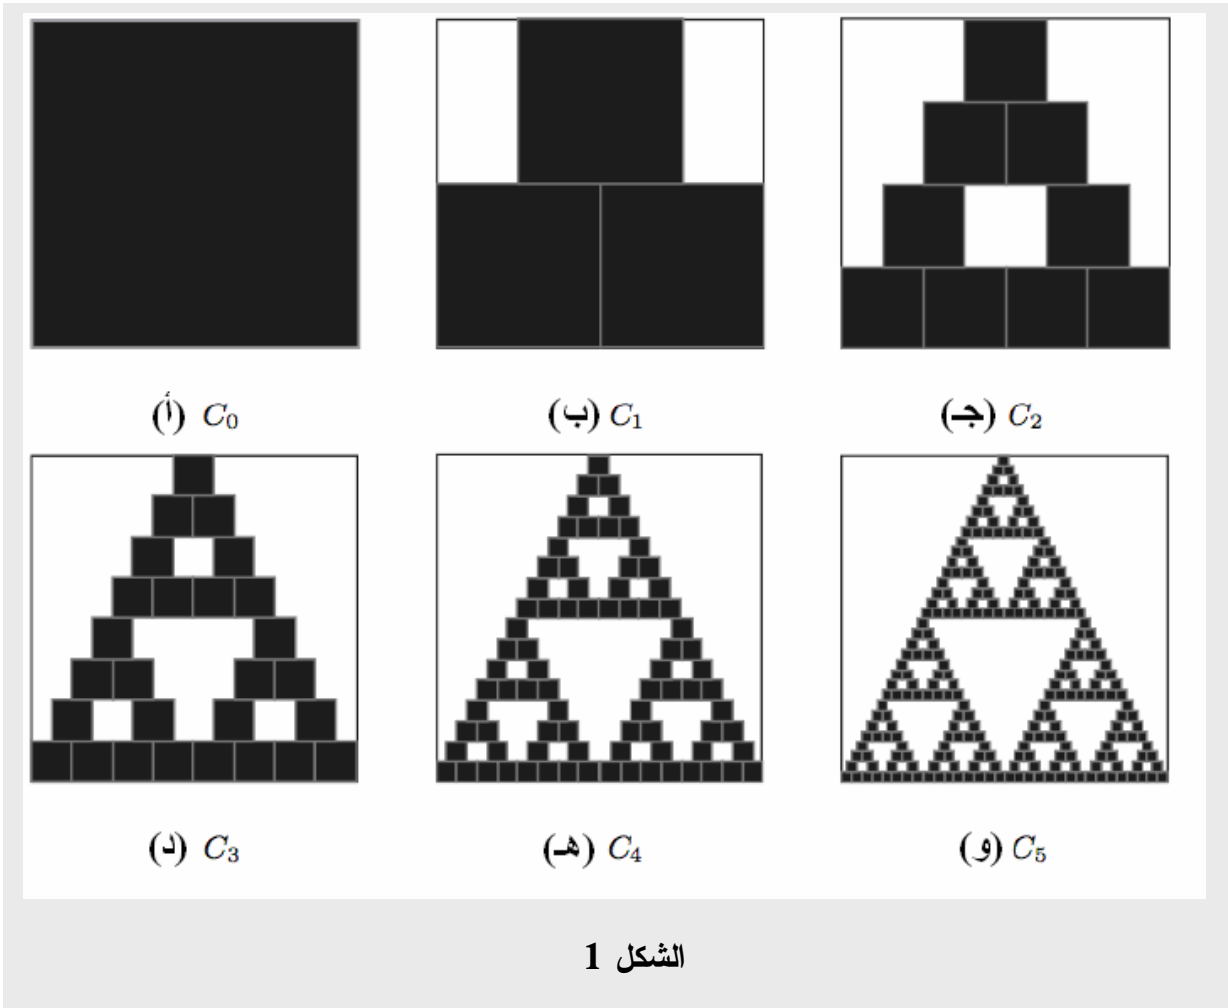 (أ) C₀
(ب) C₁
(جـ) C₂
(د) C₃
(هـ) C₄
(و) C₅
الشكل 1